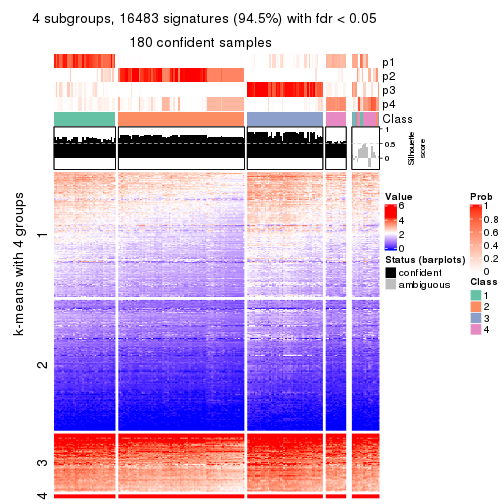 4 subgroups, 16483 signatures (94.5%) with fdr < 0.05
180 confident samples
p1
p2
p3
p4
Class
1
0.5
0
Silhouette
score
k-means with 4 groups
1
2
3
4
Value
6
4
2
0
Status (barplots)
confident
ambiguous
Prob
1
0.8
0.6
0.4
0.2
0
Class
1
2
3
4